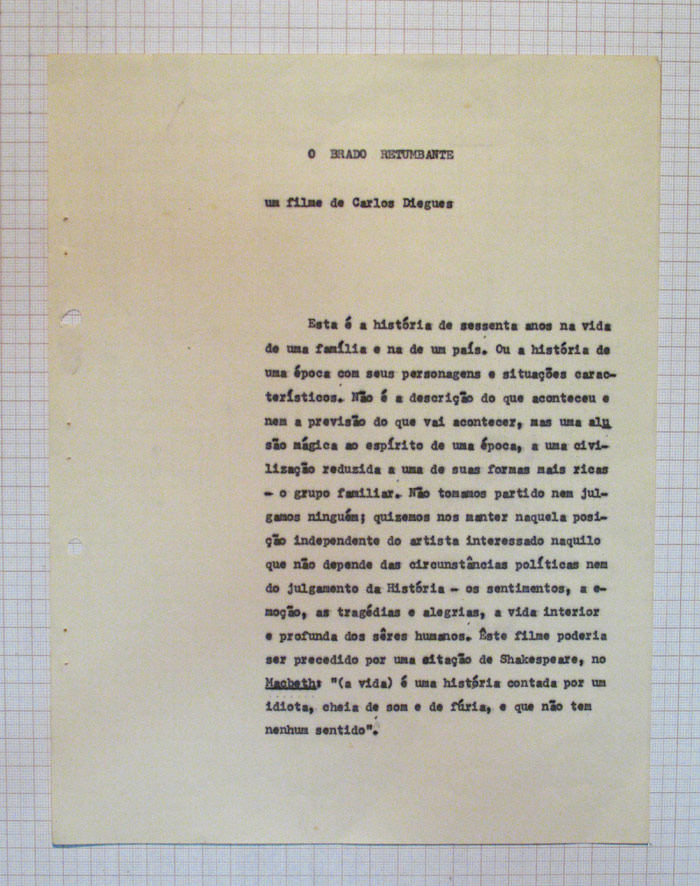 O BRADO RETUMBANTE
um filme de Carlos Diegues
Esta é a história de sessenta anos na vida
de uma família e na de um país. Ou a história de
uma época com seus personagens e situações carac-
terísticos. Não é a descrição do que aconteceu e
nem a previsão do que vai acontecer, mas uma alu
são mágica ao espírito de uma época, a uma civi-
lização reduzida a uma de suas formas mais ricas
- o grupo familiar. Não tomamos partido nem jul-
gamos ninguém; quizemos nos manter naquela posi-
ção independente do artista interessado naquilo
que não depende das circunstâncias políticas nem
do julgamento da História - os sentimentos, a e-
moção, as tragédias e alegrias, a vida interior
e profunda dos sêres humanos. Êste filme poderia
ser precedido por uma citação de Shakespeare, no
Macbeth: "(a vida) é uma história contada por um
idiota, cheia de som e de fúria, e que não tem
nenhum sentido".